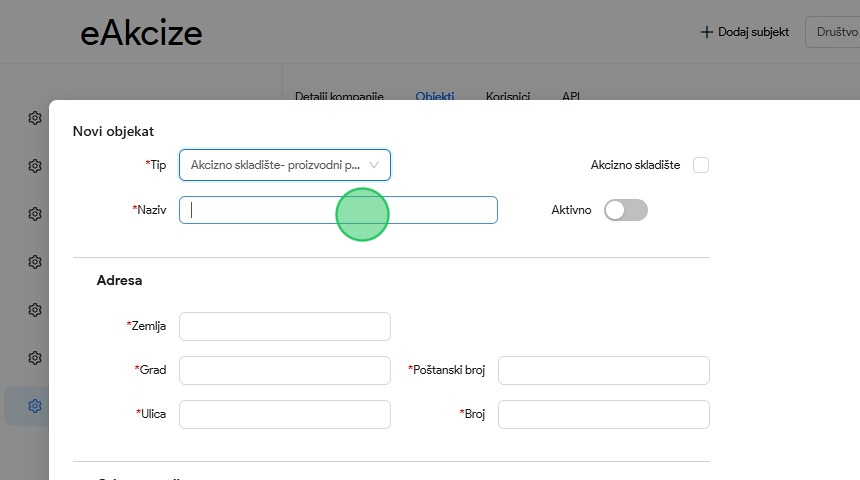 eAkcize
Dodaj subjekt
Društvo
Detalji kompanije
Objekti
Korisnici
API
Novi objekat
*Tip
Akcizno skladište- proizvodni p...
Akcizno skladište
*Naziv
Aktivno
Adresa
*Zemlja
*Grad
*Poštanski broj
*Ulica
*Broj